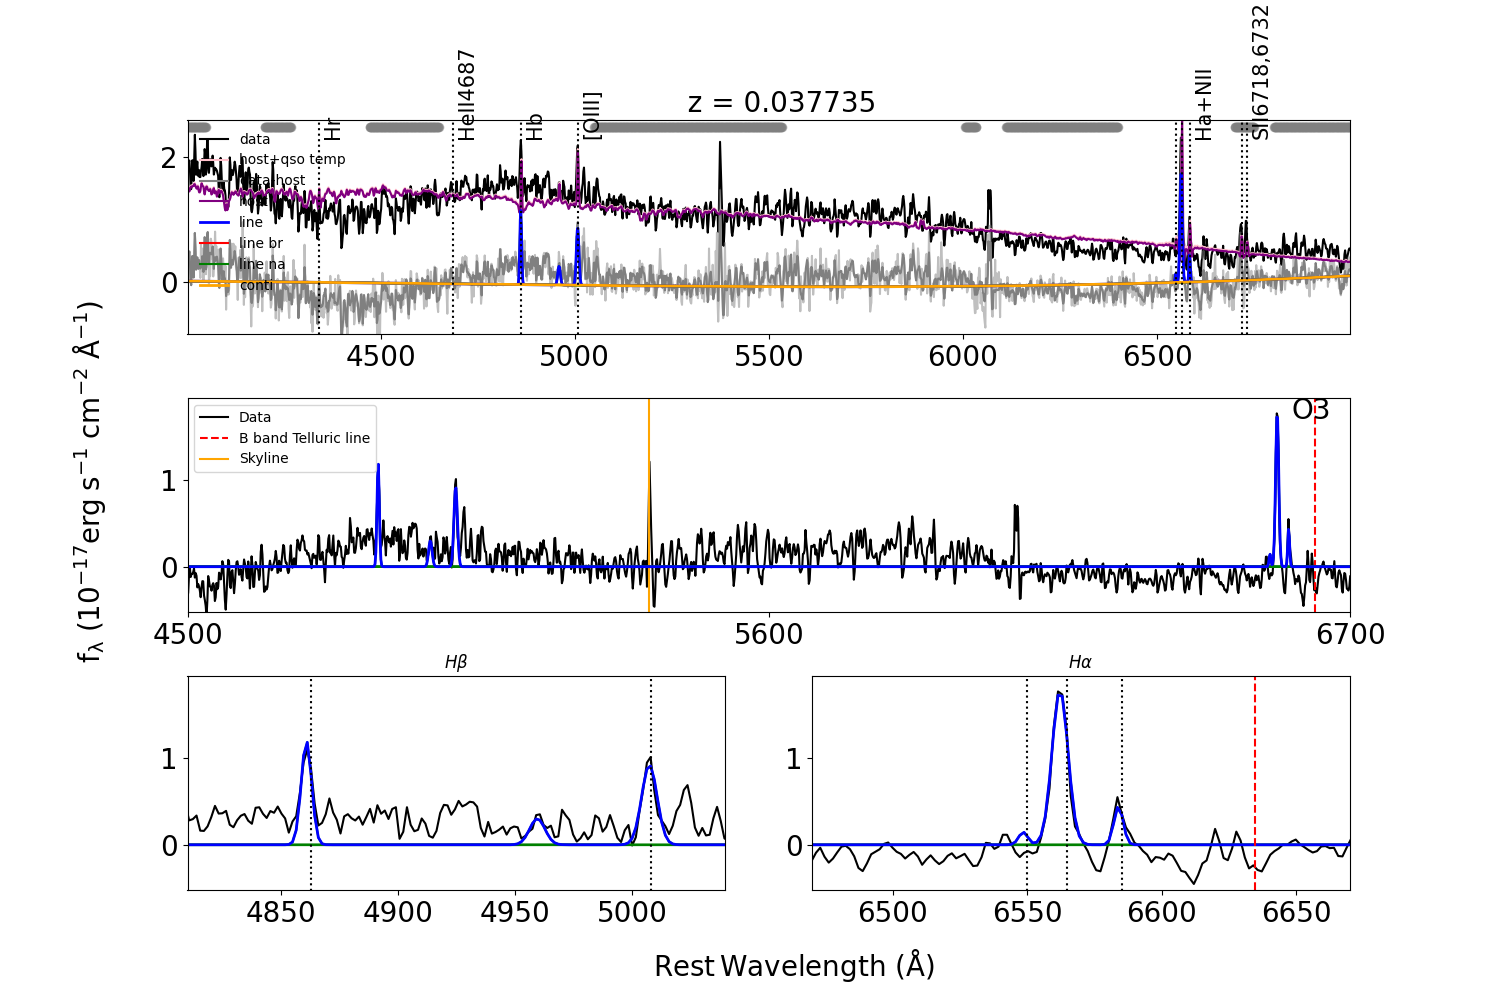 z = 0.037735
Hr
HeII4687
Hb
[OIII]
Ha+NII
SII6718,6732
data
host+qso temp
data-host
host
line
line br
line na
conti
2
0
4500 5000 5500 6000 6500
Data
B band Telluric line
Skyline
O3
1
0
4500 5600 6700
fλ (10⁻¹⁷erg s⁻¹ cm⁻² Å⁻¹)
Hβ
1
0
4850 4900 4950 5000
Hα
1
0
6500 6550 6600 6650
Rest Wavelength (Å)